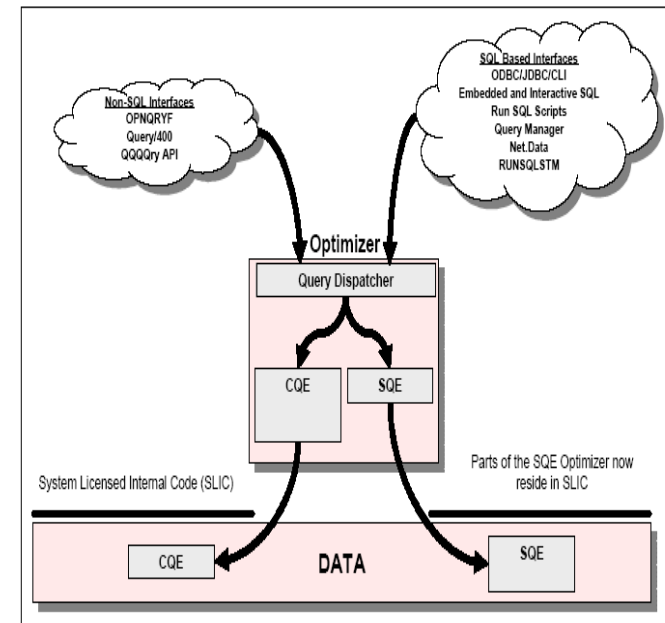 Non-SQL Interfaces
OPNQRYF
Query/400
QQQQry API
SQL Based Interfaces
ODBC/JDBC/CLI
Embedded and Interactive SQL
Run SQL Scripts
Query Manager
Net.Data
RUNSQLSTM
Optimizer
Query Dispatcher
CQE
SQE
System Licensed Internal Code (SLIC)
Parts of the SQE Optimizer now
reside in SLIC
CQE
DATA
SQE